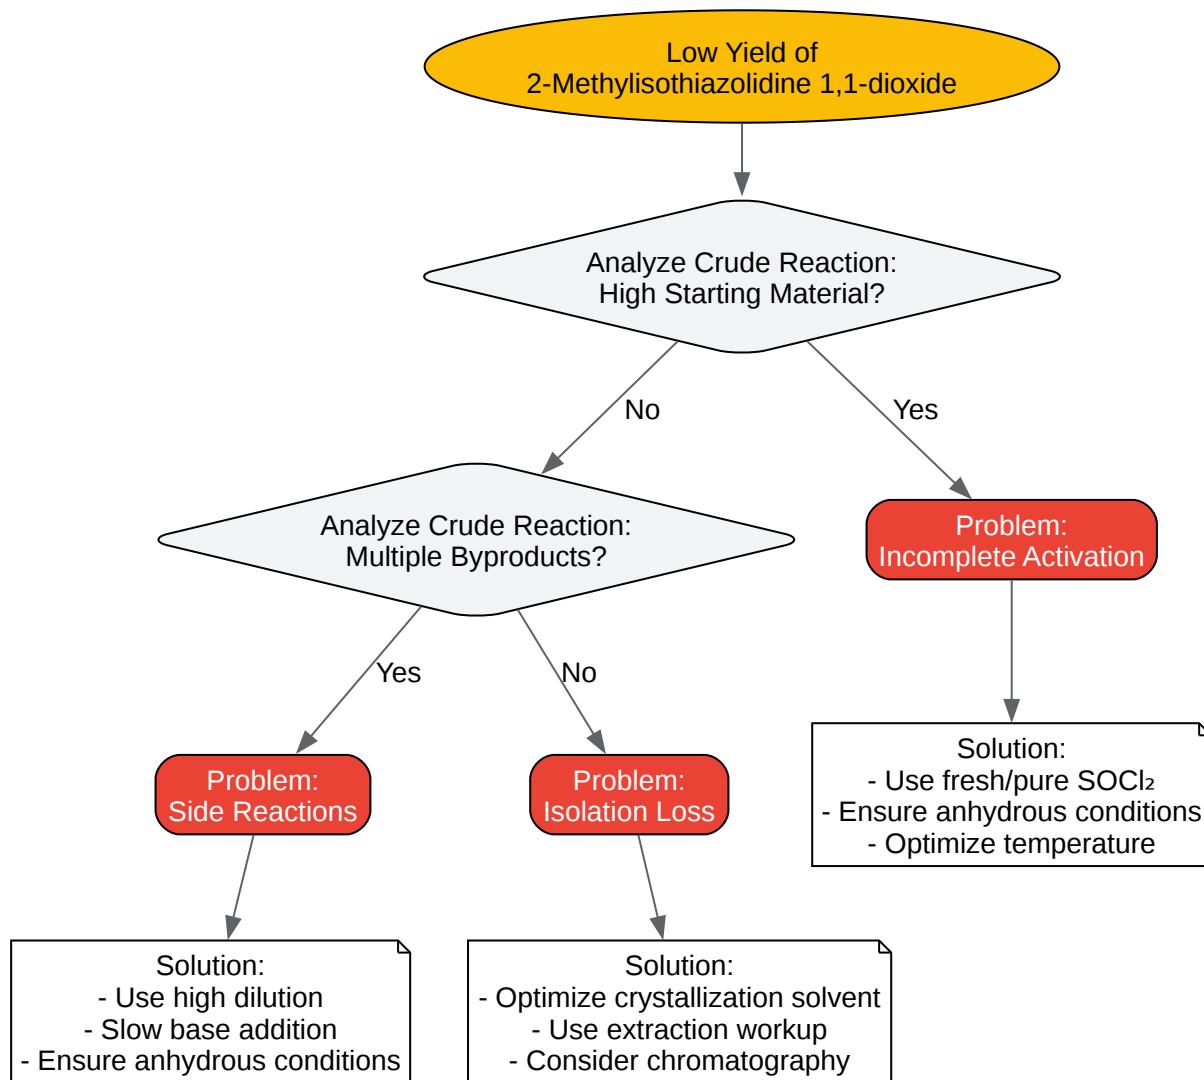 Low Yield of
2-Methylisothiazolidine 1,1-dioxide
Analyze Crude Reaction:
High Starting Material?
No
Yes
Analyze Crude Reaction:
Multiple Byproducts?
Problem:
Incomplete Activation
Yes
No
Solution:
- Use fresh/pure SOCl₂
- Ensure anhydrous conditions
- Optimize temperature
Problem:
Side Reactions
Problem:
Isolation Loss
Solution:
- Use high dilution
- Slow base addition
- Ensure anhydrous conditions
Solution:
- Optimize crystallization solvent
- Use extraction workup
- Consider chromatography